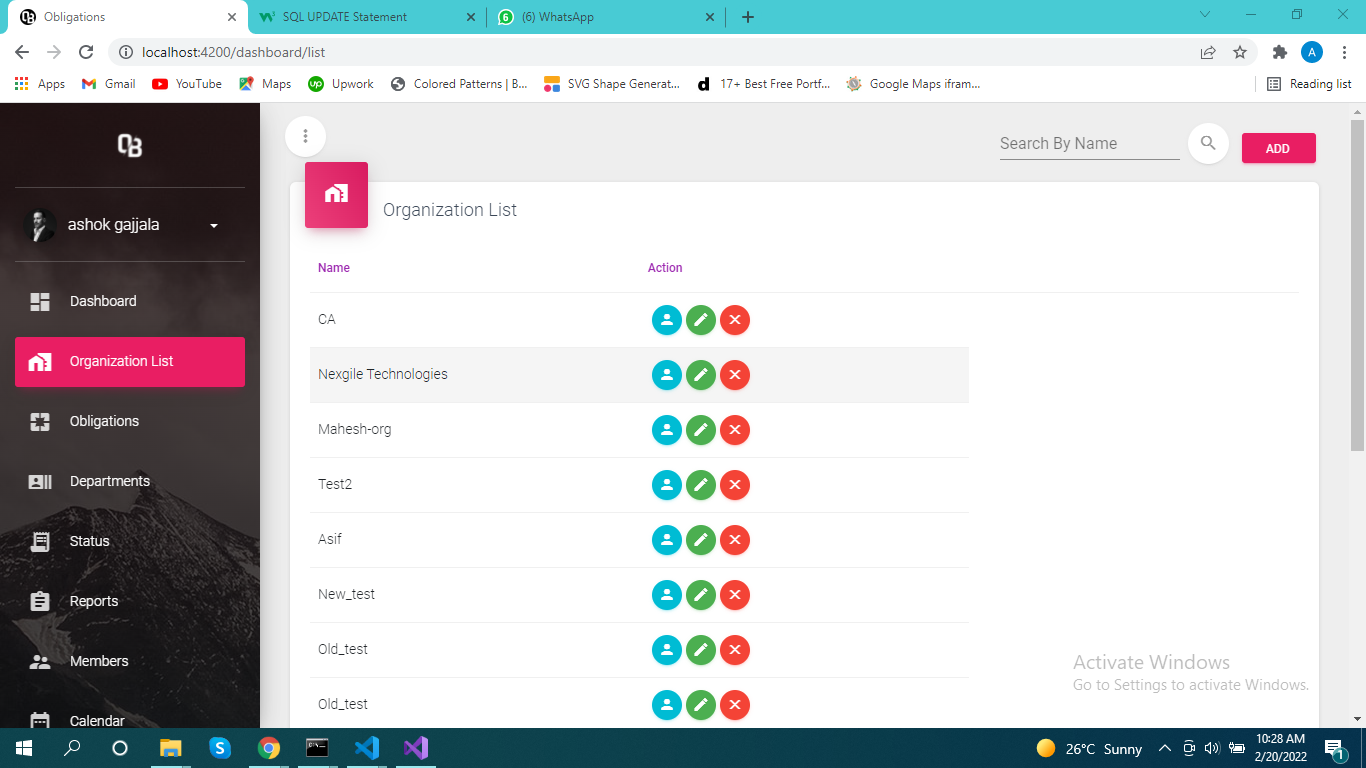 Obligations
SQL UPDATE Statement
(6) WhatsApp
localhost:4200/dashboard/list
A
Apps
Gmail
YouTube
Maps
Upwork
Colored Patterns | B...
SVG Shape Generat...
17+ Best Free Portf...
Google Maps ifram...
Reading list
OB
ashok gajjala
Dashboard
Organization List
Obligations
Departments
Status
Reports
Members
Calendar
Search By Name
ADD
Organization List
Name Action
CA
Nexgile Technologies
Mahesh-org
Test2
Asif
New_test
Old_test
Old_test
Activate Windows
Go to Settings to activate Windows.
26°C Sunny
10:28 AM
2/20/2022
1